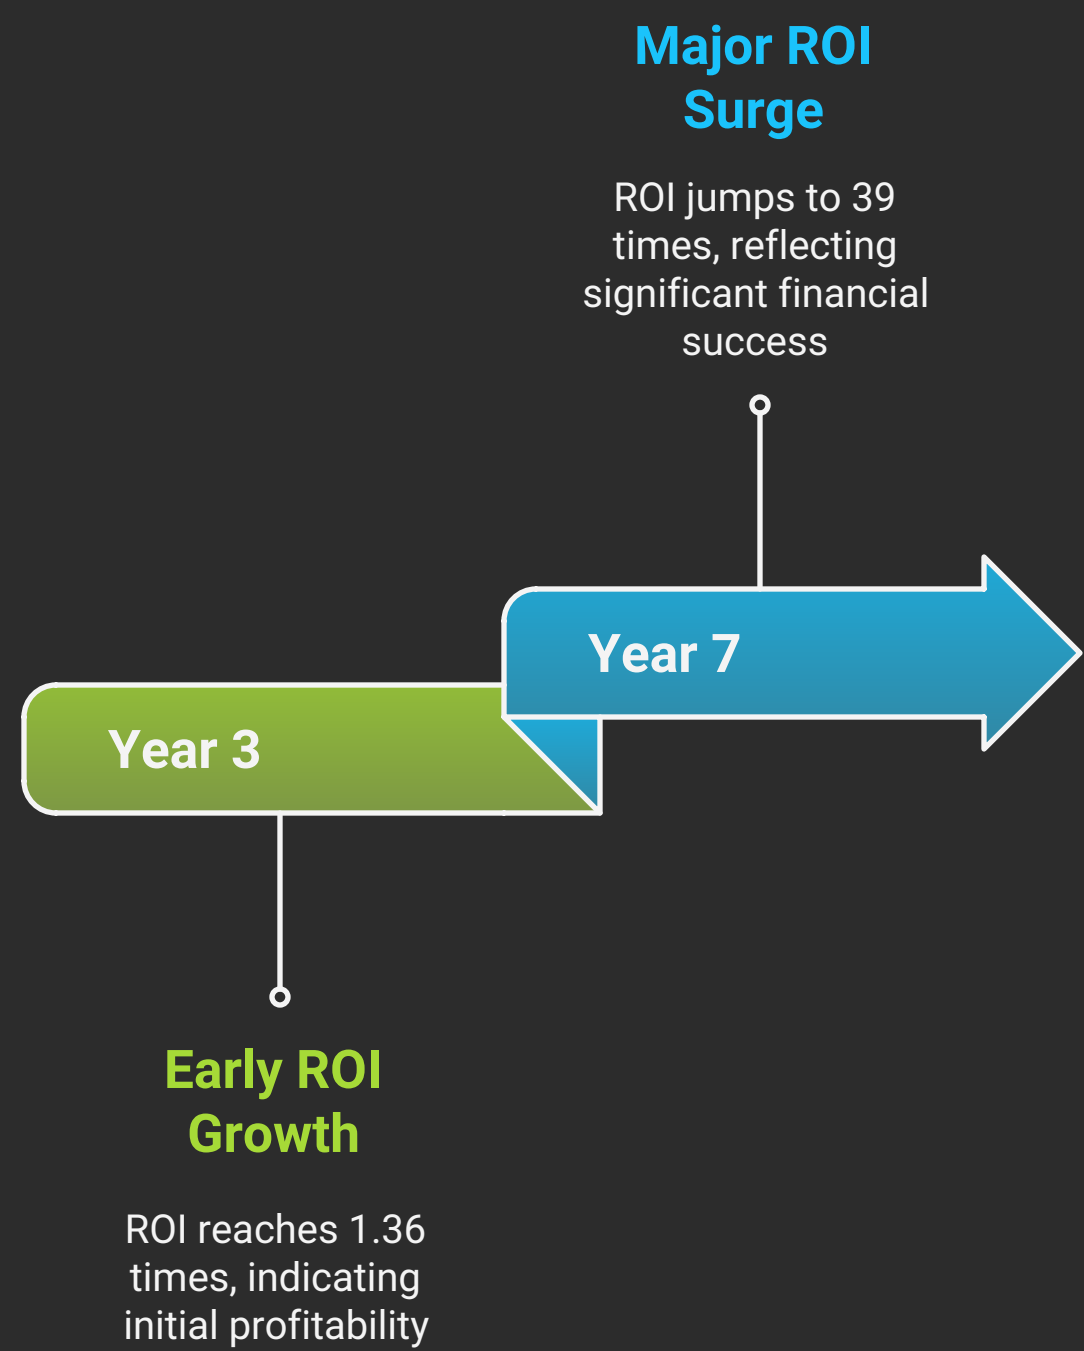 Major ROI
Surge
ROI jumps to 39
times, reflecting
significant financial
success
Year 7
Year 3
Early ROI
Growth
ROI reaches 1.36
times, indicating
initial profitability